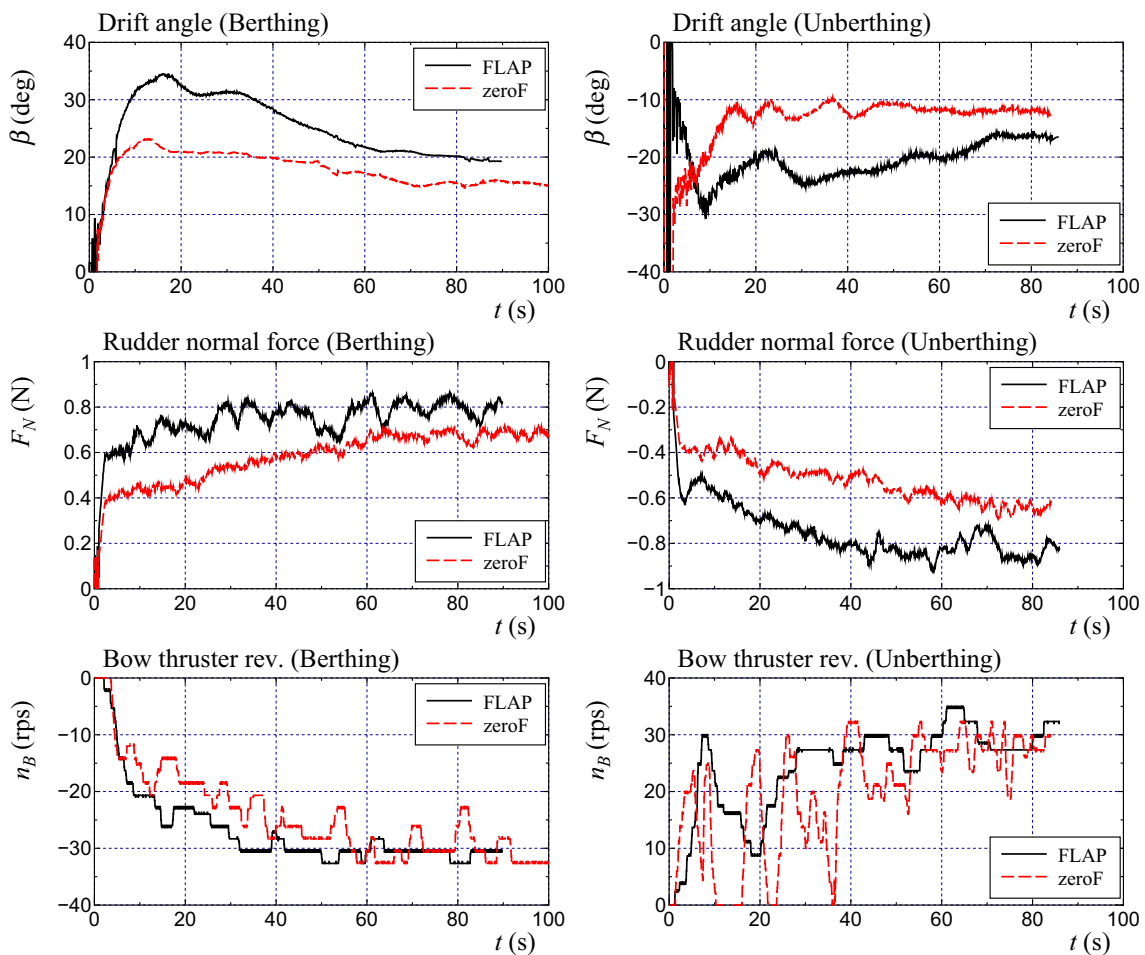 Drift angle (Berthing)
40
30
20
10
0
β (deg)
FLAP
zeroF
0 20 40 60 80 100
t (s)
Drift angle (Unberthing)
0
−10
−20
−30
−40
β (deg)
FLAP
zeroF
0 20 40 60 80 100
t (s)
Rudder normal force (Berthing)
1
0.8
0.6
0.4
0.2
0
F_N (N)
FLAP
zeroF
0 20 40 60 80 100
t (s)
Rudder normal force (Unberthing)
0
−0.2
−0.4
−0.6
−0.8
−1
F_N (N)
FLAP
zeroF
0 20 40 60 80 100
t (s)
Bow thruster rev. (Berthing)
0
−10
−20
−30
−40
n_B (rps)
FLAP
zeroF
0 20 40 60 80 100
t (s)
Bow thruster rev. (Unberthing)
40
30
20
10
0
n_B (rps)
FLAP
zeroF
0 20 40 60 80 100
t (s)